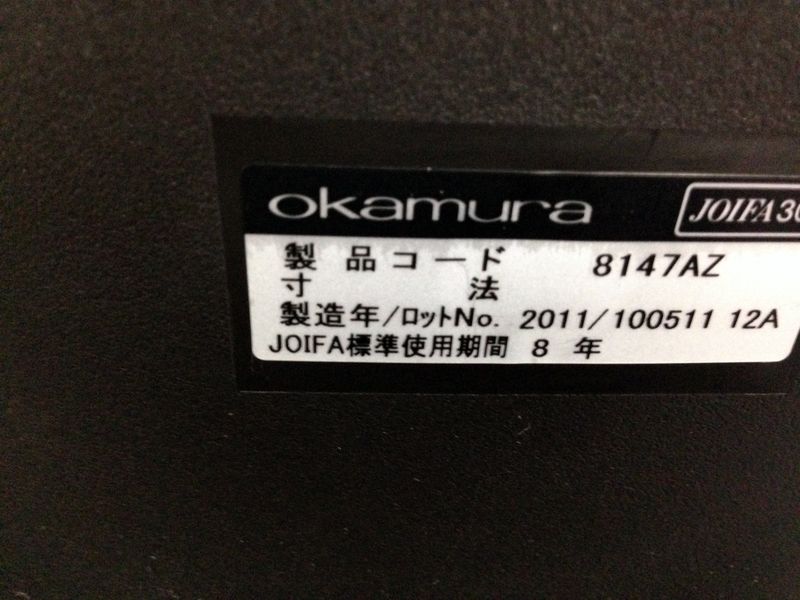 okamura JOIFA30
製品コード 8147AZ
寸法
製造年/ロットNo. 2011/100511 12A
JOIFA標準使用期間 8 年